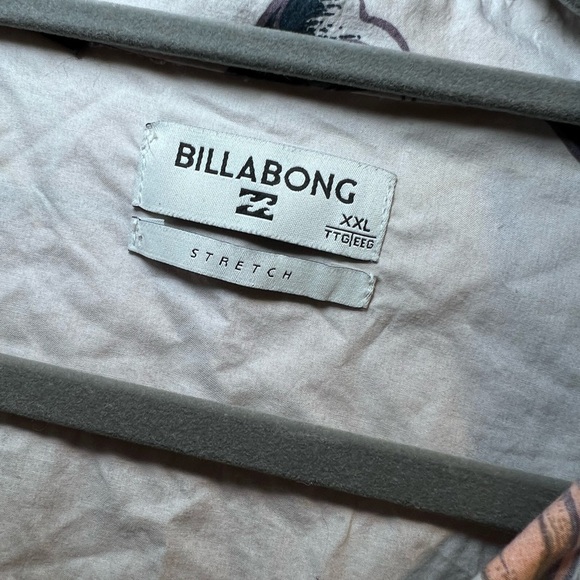 BILLABONG
XXL
TTG|EEG
STRETCH